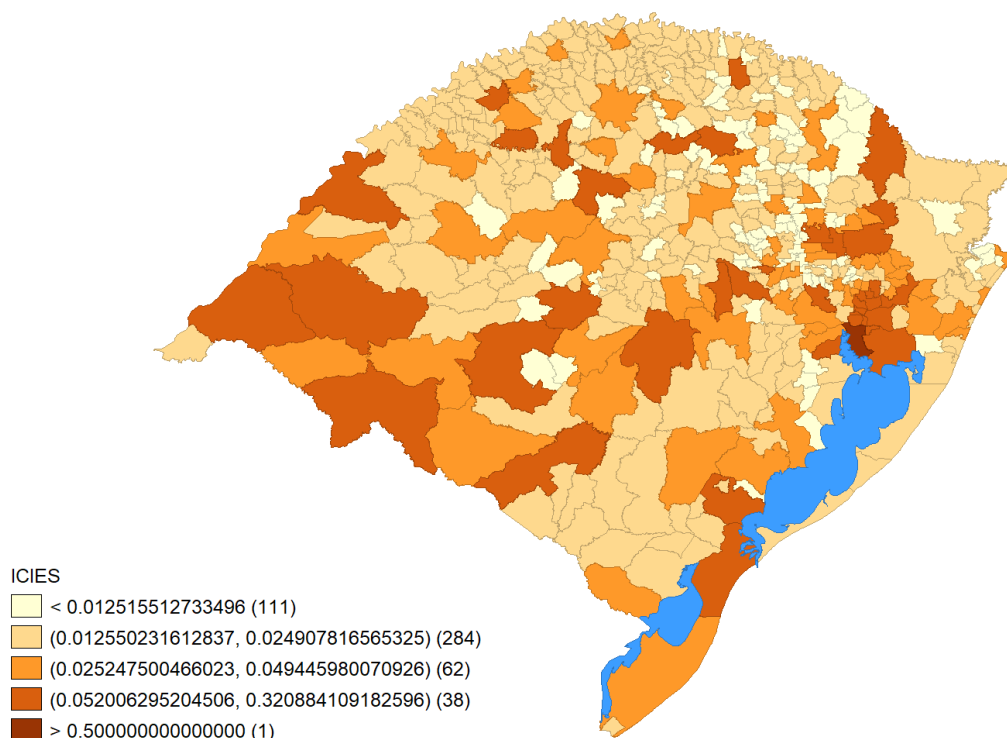 ICIES
< 0.012515512733496 (111)
(0.012550231612837, 0.024907816565325) (284)
(0.025247500466023, 0.049445980070926) (62)
(0.052006295204506, 0.320884109182596) (38)
> 0.500000000000000 (1)